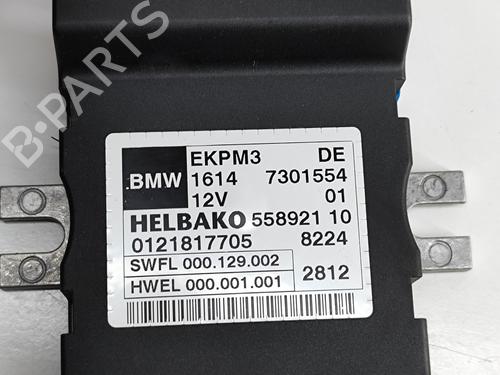 B-PARTS
EKPM3 DE
BMW 1614 7301554
12V 01
HELBAKO 558921 10
0121817705 8224
SWFL 000.129.002
HWEL 000.001.001 2812